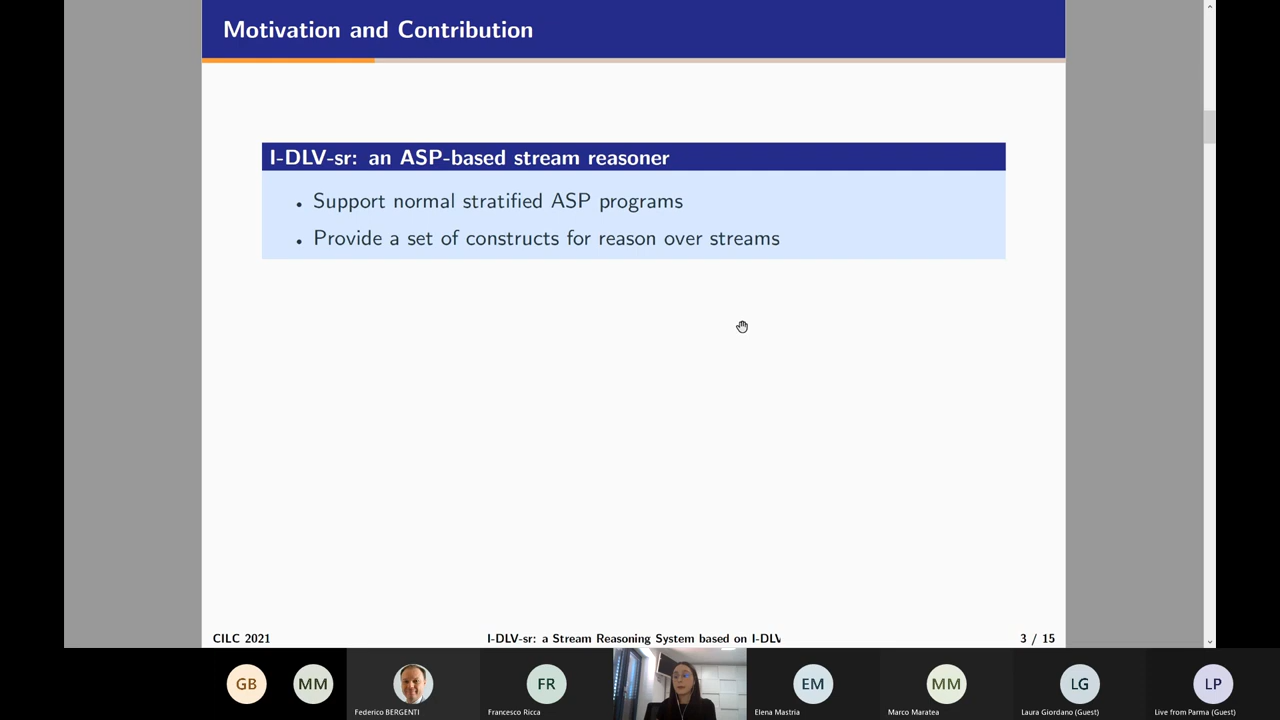 Motivation and Contribution
I-DLV-sr: an ASP-based stream reasoner
• Support normal stratified ASP programs
• Provide a set of constructs for reason over streams
CILC 2021
I-DLV-sr: a Stream Reasoning System based on I-DLV
3 / 15
GB
MM
Federico BERGENTI
FR
Francesco Ricca
EM
Elena Mastria
MM
Marco Maratea
LG
Laura Giordano (Guest)
LP
Live from Parma (Guest)